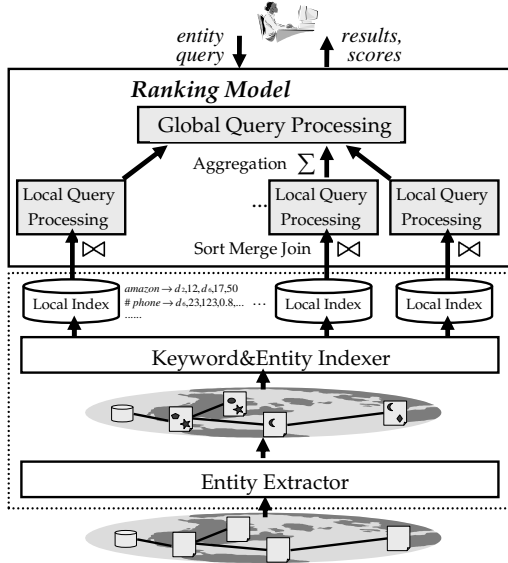 entity query
results, scores
Ranking Model
Global Query Processing
Aggregation ∑
Local Query Processing
...
Local Query Processing
Local Query Processing
⋈
Sort Merge Join ⋈
⋈
Local Index
amazon → d₂,12, d₆,17,50
# phone → d₆,23,123,0.8,...
......
...
Local Index
Local Index
Keyword&Entity Indexer
Entity Extractor